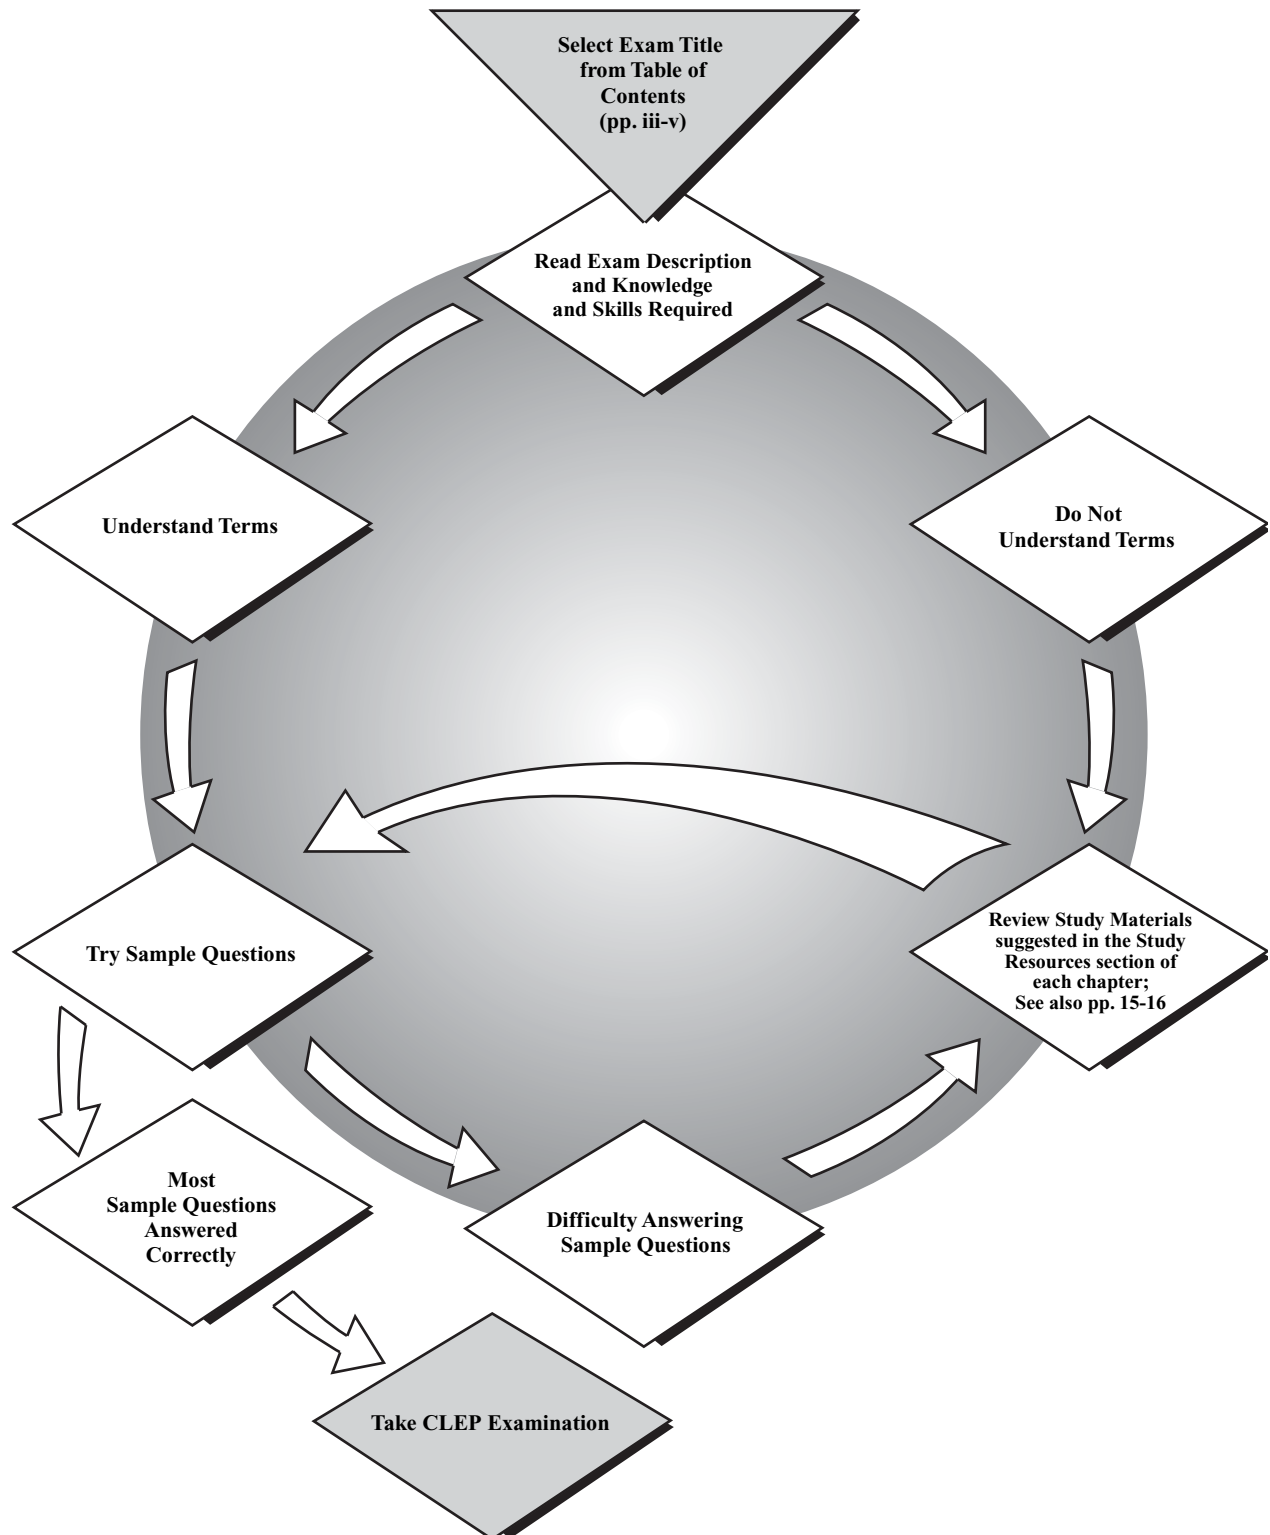 Select Exam Title
from Table of
Contents
(pp. iii-v)
Read Exam Description
and Knowledge
and Skills Required
Understand Terms
Do Not
Understand Terms
Try Sample Questions
Review Study Materials
suggested in the Study
Resources section of
each chapter;
See also pp. 15-16
Most
Sample Questions
Answered
Correctly
Difficulty Answering
Sample Questions
Take CLEP Examination